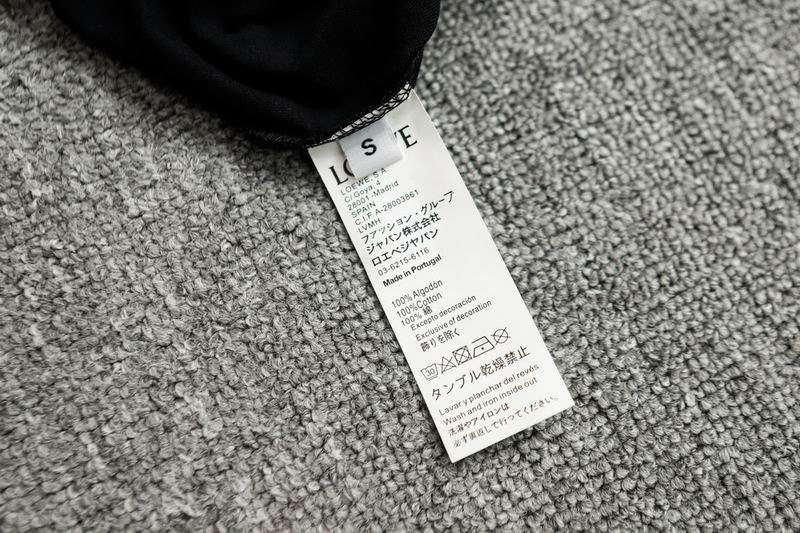 S
LOEWE
LOEWE.S.A.
C/ Goya, 4
28001-Madrid
SPAIN
C.I.F A-28003861
LVMH
ファッション・グループ
ジャパン株式会社
ロエベジャパン
03-6215-6116
Made in Portugal
100% Algodón
100%Cotton
100% 綿
Excepto decoración
Exclusive of decoration
飾りを除く
30
タンブル乾燥禁止
Lavar y planchar del revés
Wash and iron inside out
洗濯やアイロンは
必ず裏返して行ってください。